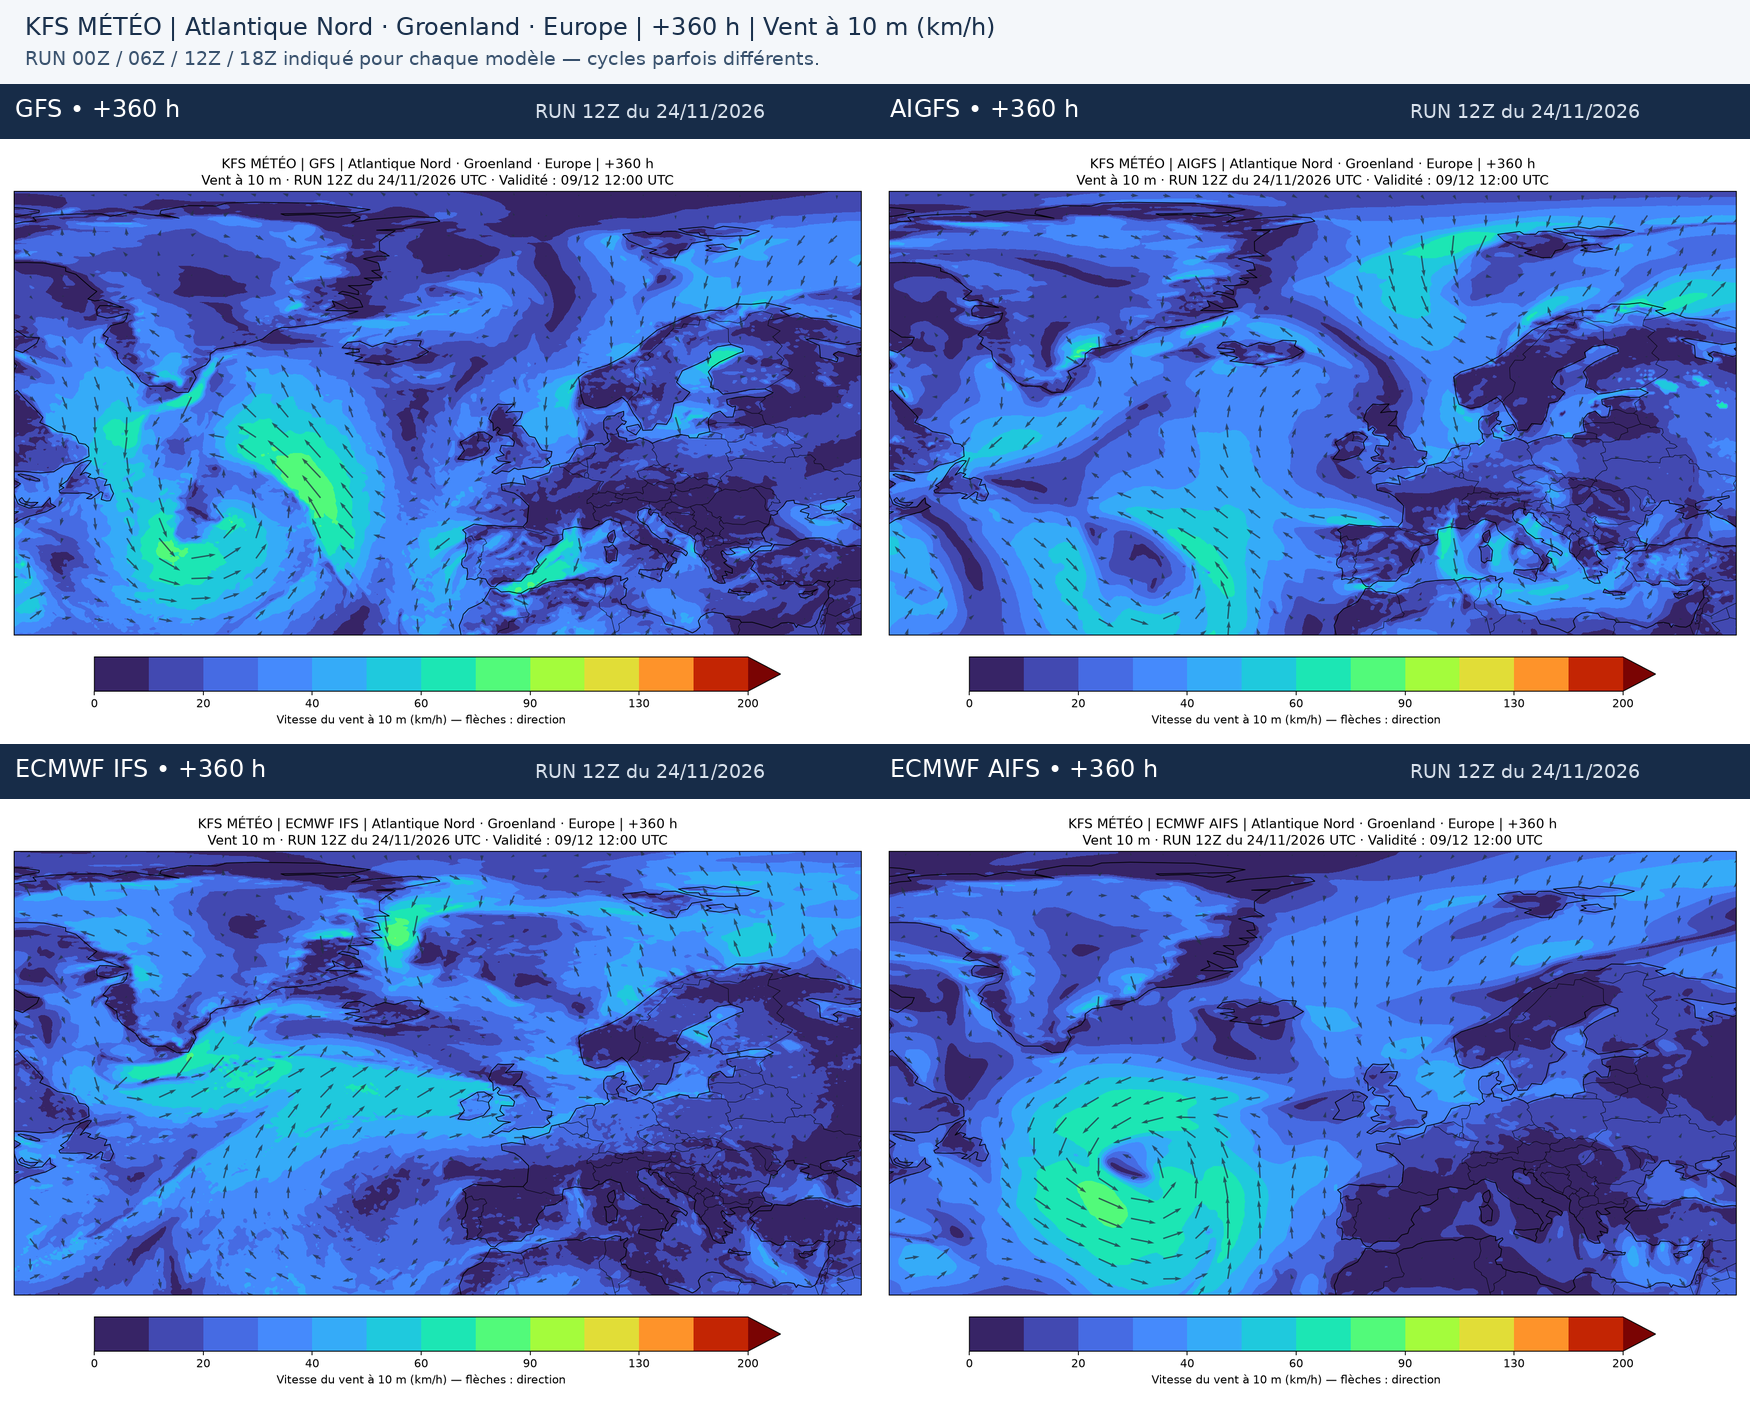 KFS MÉTÉO | Atlantique Nord · Groenland · Europe | +360 h | Vent à 10 m (km/h)
RUN 00Z / 06Z / 12Z / 18Z indiqué pour chaque modèle — cycles parfois différents.
GFS • +360 h
RUN 12Z du 24/11/2026
KFS MÉTÉO | GFS | Atlantique Nord · Groenland · Europe | +360 h
Vent à 10 m · RUN 12Z du 24/11/2026 UTC · Validité : 09/12 12:00 UTC
0 20 40 60 90 130 200
Vitesse du vent à 10 m (km/h) — flèches : direction
AIGFS • +360 h
RUN 12Z du 24/11/2026
KFS MÉTÉO | AIGFS | Atlantique Nord · Groenland · Europe | +360 h
Vent à 10 m · RUN 12Z du 24/11/2026 UTC · Validité : 09/12 12:00 UTC
0 20 40 60 90 130 200
Vitesse du vent à 10 m (km/h) — flèches : direction
ECMWF IFS • +360 h
RUN 12Z du 24/11/2026
KFS MÉTÉO | ECMWF IFS | Atlantique Nord · Groenland · Europe | +360 h
Vent 10 m · RUN 12Z du 24/11/2026 UTC · Validité : 09/12 12:00 UTC
0 20 40 60 90 130 200
Vitesse du vent à 10 m (km/h) — flèches : direction
ECMWF AIFS • +360 h
RUN 12Z du 24/11/2026
KFS MÉTÉO | ECMWF AIFS | Atlantique Nord · Groenland · Europe | +360 h
Vent 10 m · RUN 12Z du 24/11/2026 UTC · Validité : 09/12 12:00 UTC
0 20 40 60 90 130 200
Vitesse du vent à 10 m (km/h) — flèches : direction